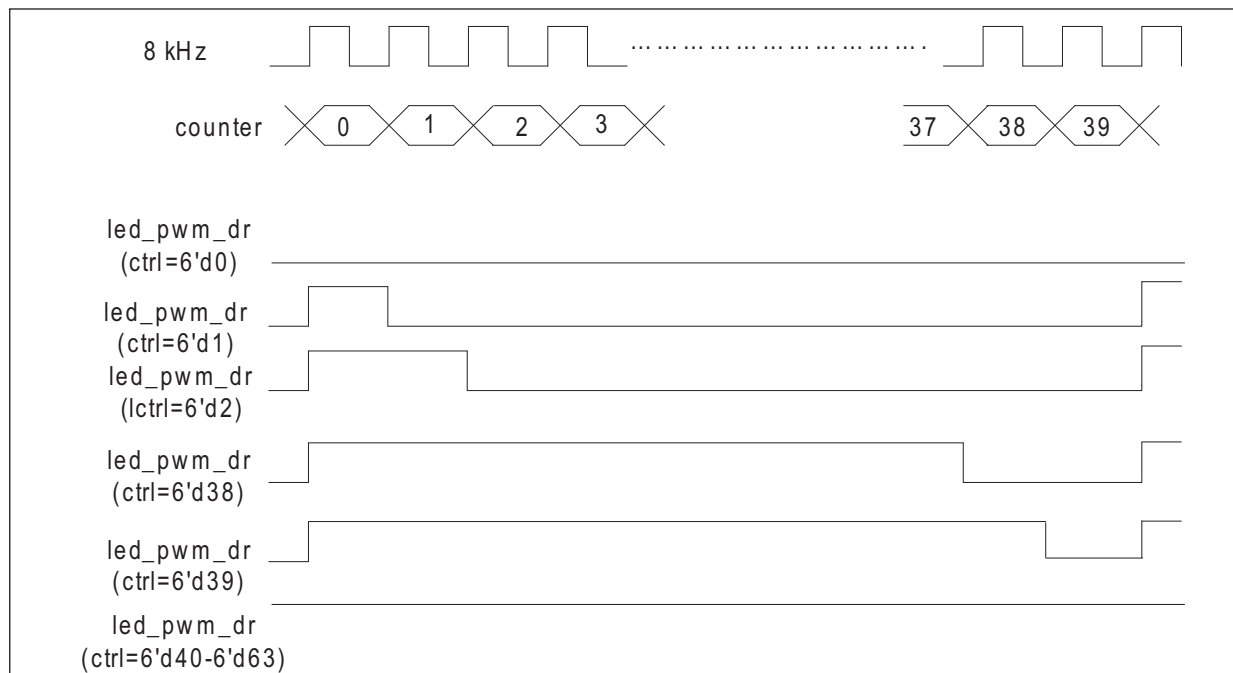 8 kHz
counter 0 1 2 3 37 38 39
led_pwm_dr
(ctrl=6'd0)
led_pwm_dr
(ctrl=6'd1)
led_pwm_dr
(lctrl=6'd2)
led_pwm_dr
(ctrl=6'd38)
led_pwm_dr
(ctrl=6'd39)
led_pwm_dr
(ctrl=6'd40-6'd63)